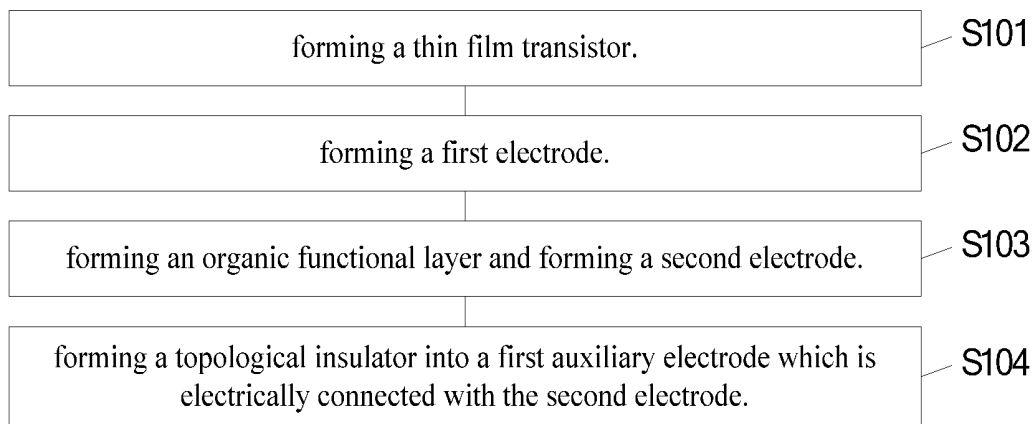 forming a thin film transistor.
S101
forming a first electrode.
S102
forming an organic functional layer and forming a second electrode.
S103
forming a topological insulator into a first auxiliary electrode which is
electrically connected with the second electrode.
S104